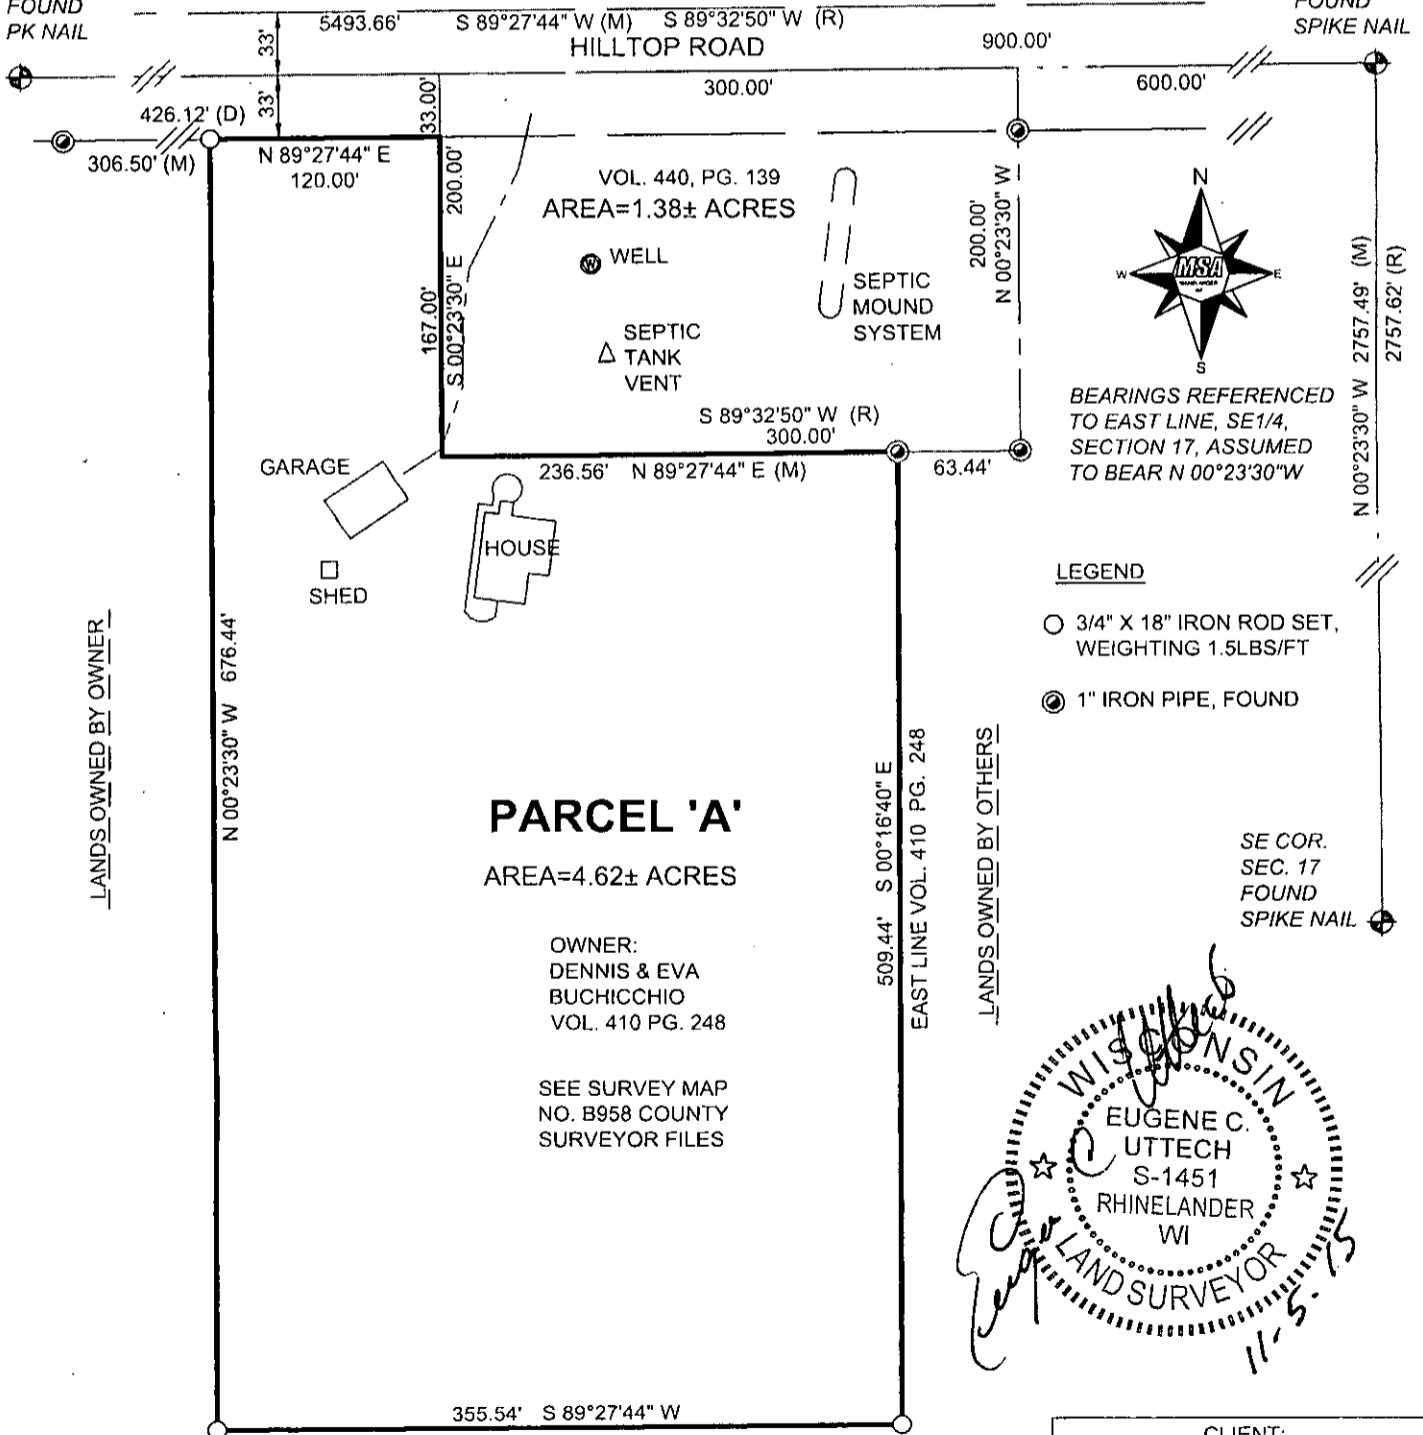 FOUND
PK NAIL
5493.66' S 89°27'44" W (M) S 89°32'50" W (R)
FOUND
SPIKE NAIL
HILLTOP ROAD
900.00'
33'
33'
33.00'
300.00'
600.00'
426.12' (D)
306.50' (M)
N 89°27'44" E
120.00'
200.00'
167.00'
S 00°23'30" E
VOL. 440, PG. 139
AREA=1.38± ACRES
W WELL
SEPTIC
TANK
VENT
SEPTIC
MOUND
SYSTEM
200.00'
N 00°23'30" W
N
W
E
S
MSA
N 00°23'30" W 2757.49' (M)
2757.62' (R)
BEARINGS REFERENCED
TO EAST LINE, SE1/4,
SECTION 17, ASSUMED
TO BEAR N 00°23'30"W
S 89°32'50" W (R)
300.00'
236.56' N 89°27'44" E (M)
63.44'
GARAGE
HOUSE
SHED
LEGEND
3/4" X 18" IRON ROD SET,
WEIGHTING 1.5LBS/FT
1" IRON PIPE, FOUND
LANDS OWNED BY OWNER
N 00°23'30" W 676.44'
PARCEL 'A'
AREA=4.62± ACRES
OWNER:
DENNIS & EVA
BUCHICCHIO
VOL. 410 PG. 248
SEE SURVEY MAP
NO. B958 COUNTY
SURVEYOR FILES
509.44' S 00°16'40" E
EAST LINE VOL. 410 PG. 248
LANDS OWNED BY OTHERS
SE COR.
SEC. 17
FOUND
SPIKE NAIL
WISCONSIN
EUGENE C.
UTTECH
S-1451
RHINELANDER
WI
LAND SURVEYOR
Eugene C Uttech
11-5-15
355.54' S 89°27'44" W
CLIENT: